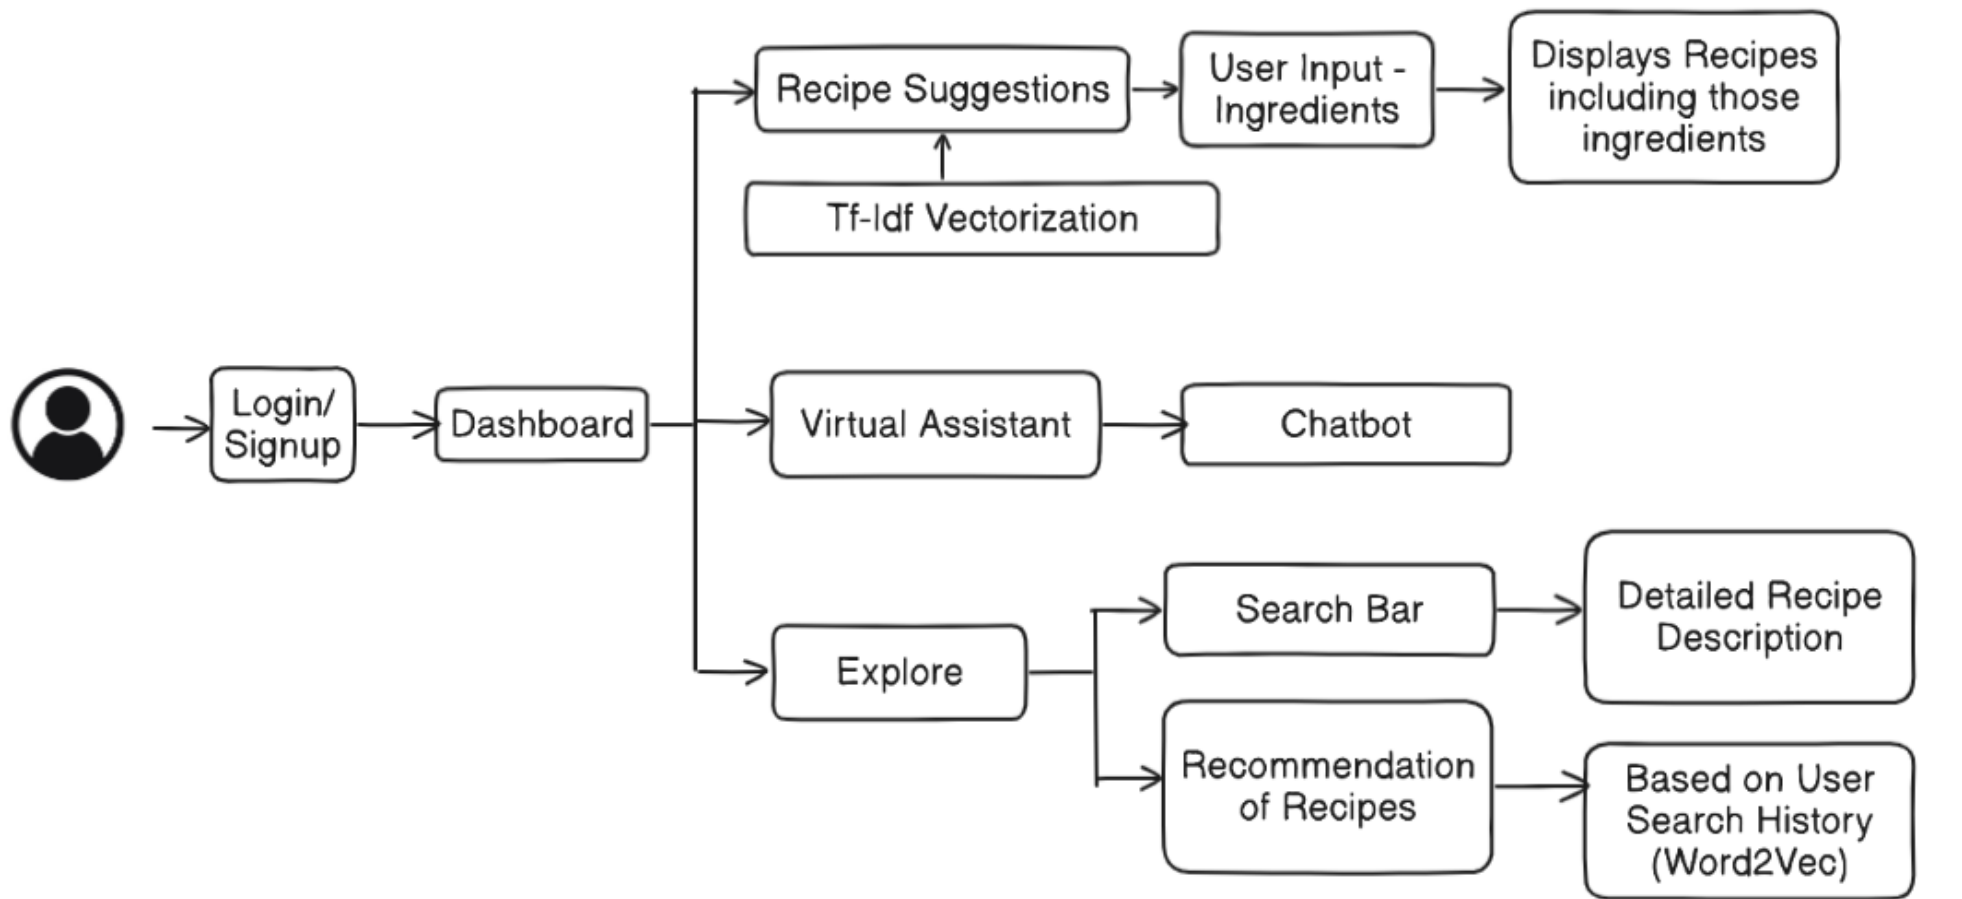 Recipe Suggestions
User Input -
Ingredients
Displays Recipes
including those
ingredients
Tf-Idf Vectorization
Login/
Signup
Dashboard
Virtual Assistant
Chatbot
Explore
Search Bar
Detailed Recipe
Description
Recommendation
of Recipes
Based on User
Search History
(Word2Vec)